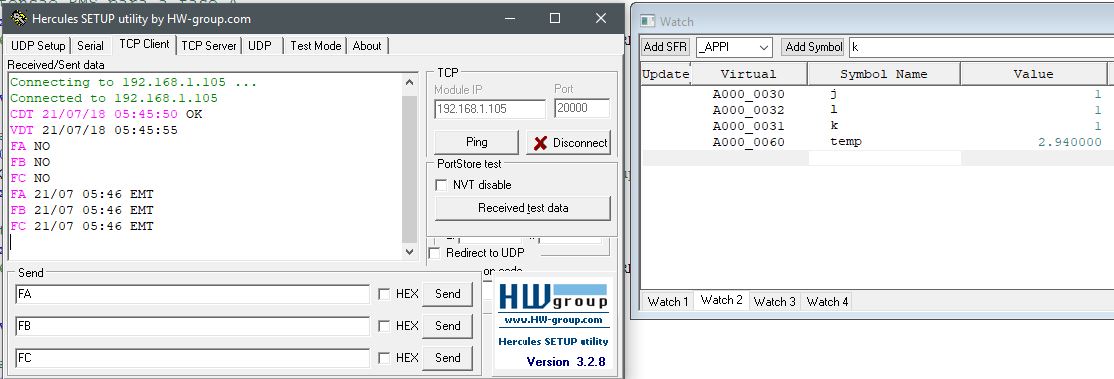 Hercules SETUP utility by HW-group.com
UDP Setup Serial TCP Client TCP Server UDP Test Mode About
Received/Sent data
Connecting to 192.168.1.105 ...
Connected to 192.168.1.105
CDT 21/07/18 05:45:50 OK
VDT 21/07/18 05:45:55
FA NO
FB NO
FC NO
FA 21/07 05:46 EMT
FB 21/07 05:46 EMT
FC 21/07 05:46 EMT
TCP
Module IP Port
192.168.1.105 20000
Ping Disconnect
PortStore test
NVT disable
Received test data
Redirect to UDP
Send
FA HEX Send
FB HEX Send
FC HEX Send
HW group
www.HW-group.com
Hercules SETUP utility
Version 3.2.8
Watch
Add SFR _APPI Add Symbol k
Update Virtual Symbol Name Value
A000_0030 j 1
A000_0032 l 1
A000_0031 k 1
A000_0060 temp 2.940000
Watch 1 Watch 2 Watch 3 Watch 4